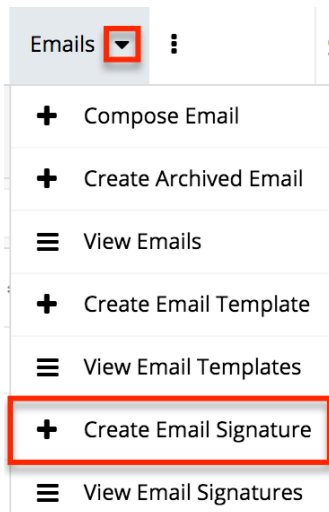 Emails
Compose Email
Create Archived Email
View Emails
Create Email Template
View Email Templates
Create Email Signature
View Email Signatures